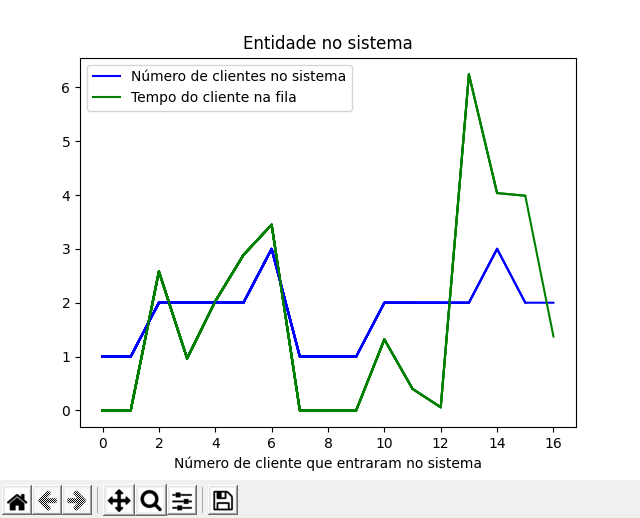 Entidade no sistema
Número de clientes no sistema
Tempo do cliente na fila
6
5
4
3
2
1
0
0 2 4 6 8 10 12 14 16
Número de cliente que entraram no sistema